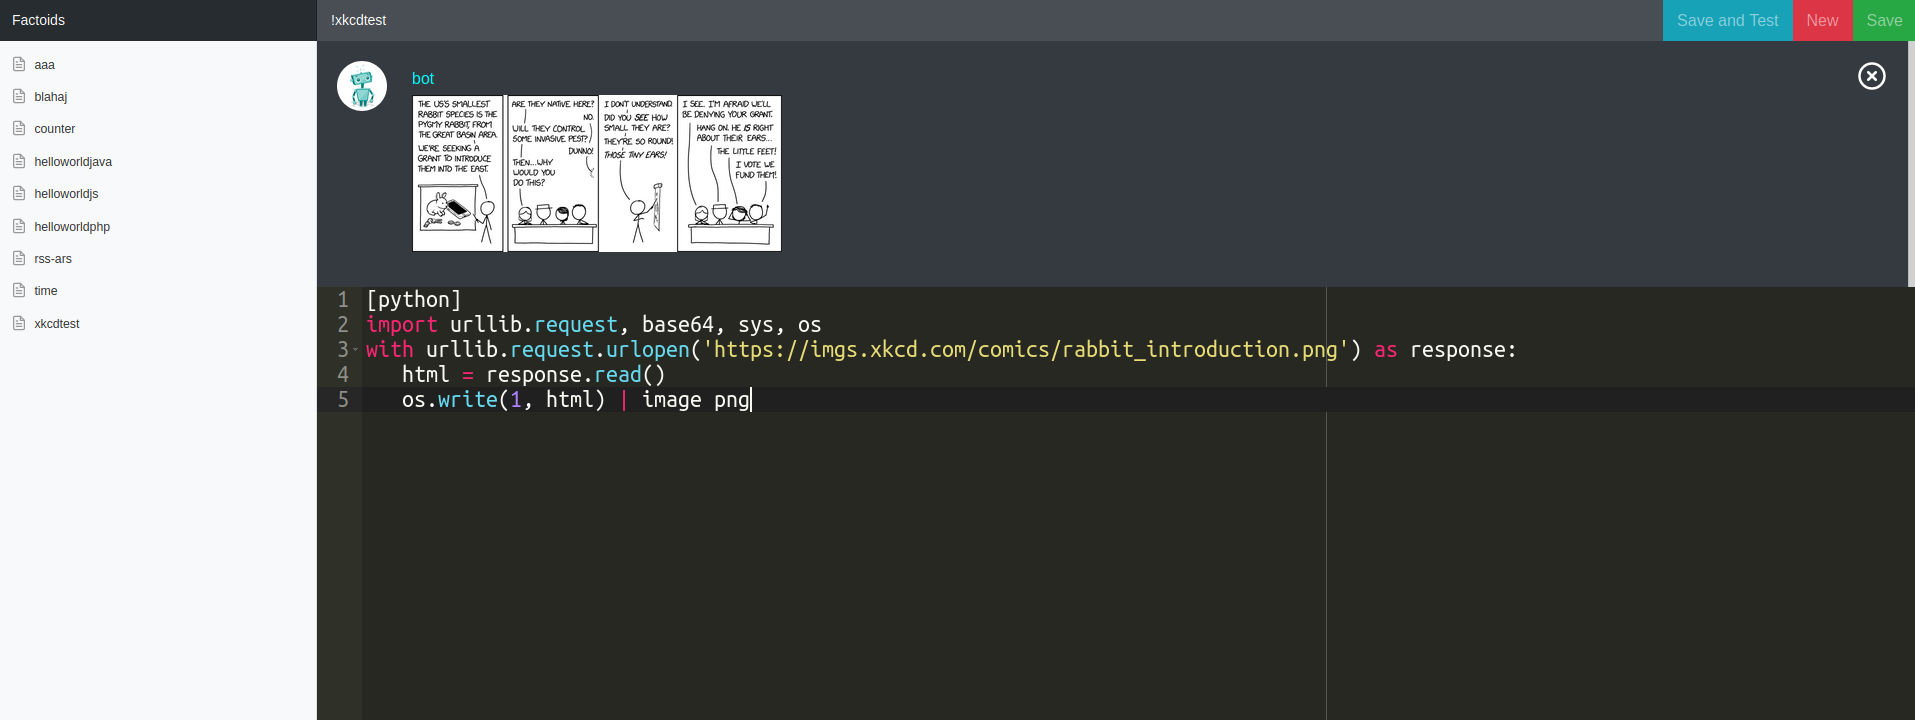 Factoids
!xkcdtest
Save and Test
New
Save
aaa
blahaj
counter
helloworldjava
helloworldjs
helloworldphp
rss-ars
time
xkcdtest
bot
THE US'S SMALLEST
RABBIT SPECIES IS THE
PYGMY RABBIT, FROM
THE GREAT BASIN AREA.
WE'RE SEEKING A
GRANT TO INTRODUCE
THEM INTO THE EAST.
ARE THEY NATIVE HERE?
NO.
WILL THEY CONTROL
SOME INVASIVE PEST?
DUNNO!
THEN...WHY
WOULD YOU
DO THIS?
I DON'T UNDERSTAND.
DID YOU SEE HOW
SMALL THEY ARE?
THEY'RE SO ROUND!
THOSE TINY EARS!
I SEE. I'M AFRAID WE'LL
BE DENYING YOUR GRANT.
HANG ON. HE IS RIGHT
ABOUT THEIR EARS...
THE LITTLE FEET!
I VOTE WE
FUND THEM!
1 [python]
2 import urllib.request, base64, sys, os
3 with urllib.request.urlopen('https://imgs.xkcd.com/comics/rabbit_introduction.png') as response:
4 html = response.read()
5 os.write(1, html) | image png